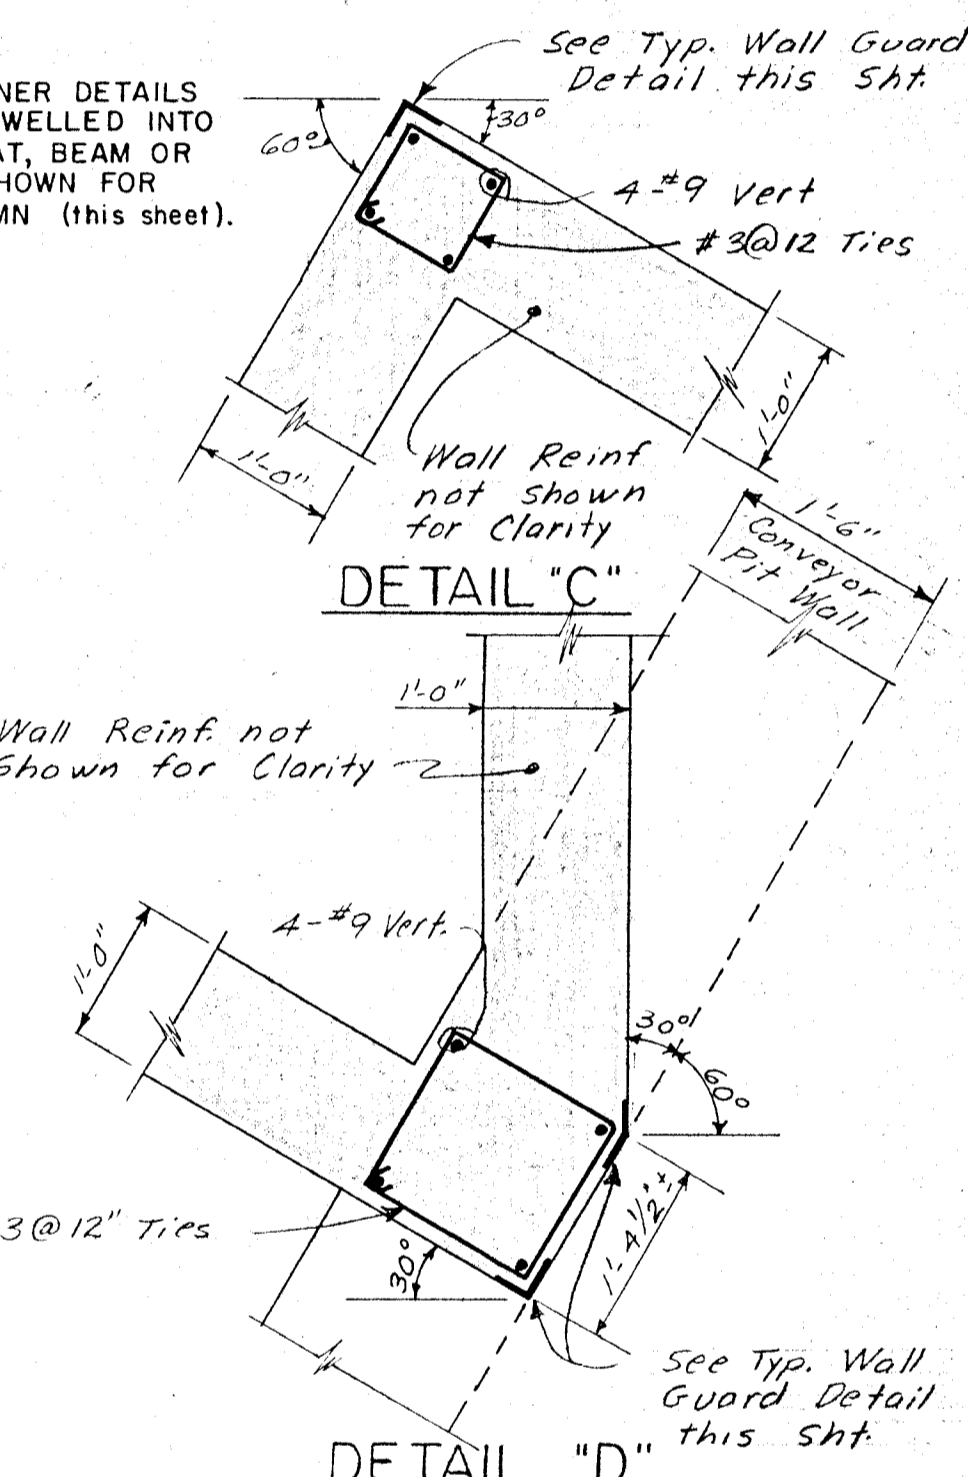 NER DETAILS
WELLED INTO
AT, BEAM OR
HOWN FOR
MN (this sheet).
See Typ. Wall Guard
Detail this Sht.
60°
30°
4-#9 Vert
#3@12 Ties
1'-0"
1'-0"
Wall Reinf
not shown
for Clarity
DETAIL "C"
1'-6"
Conveyor
Pit Wall
1'-0"
Wall Reinf. not
Shown for Clarity
4-#9 Vert.
1'-0"
30°
60°
3@12" Ties
30°
1'-4 1/2"±
See Typ. Wall
Guard Detail
this Sht.
DETAIL "D"